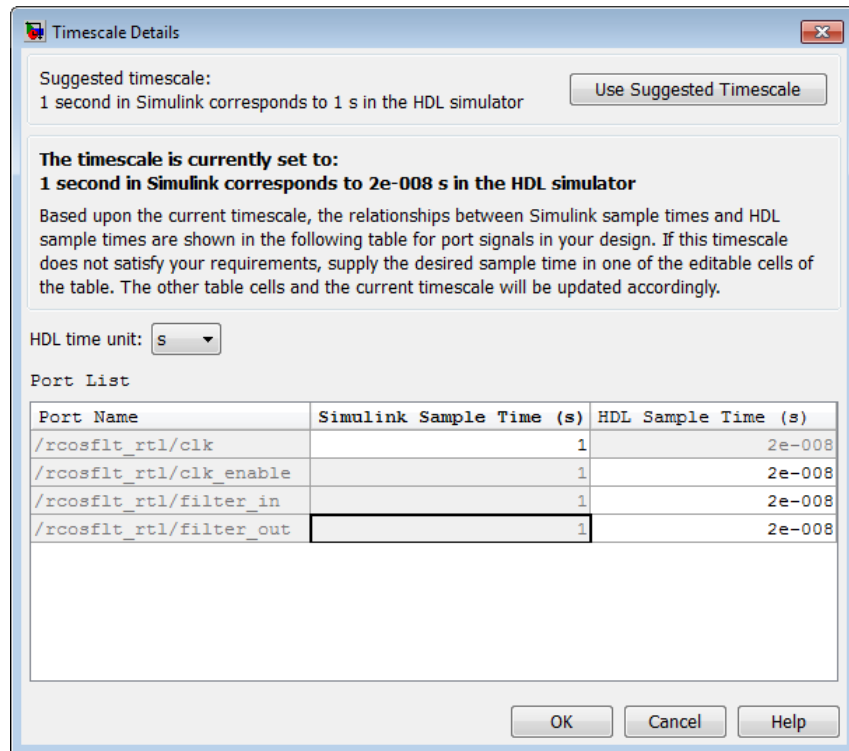 Timescale Details
Suggested timescale:
1 second in Simulink corresponds to 1 s in the HDL simulator
Use Suggested Timescale
The timescale is currently set to:
1 second in Simulink corresponds to 2e-008 s in the HDL simulator
Based upon the current timescale, the relationships between Simulink sample times and HDL
sample times are shown in the following table for port signals in your design. If this timescale
does not satisfy your requirements, supply the desired sample time in one of the editable cells of
the table. The other table cells and the current timescale will be updated accordingly.
HDL time unit: s
Port List
Port Name Simulink Sample Time (s) HDL Sample Time (s)
/rcosflt_rtl/clk 1 2e-008
/rcosflt_rtl/clk_enable 1 2e-008
/rcosflt_rtl/filter_in 1 2e-008
/rcosflt_rtl/filter_out 1 2e-008
OK Cancel Help